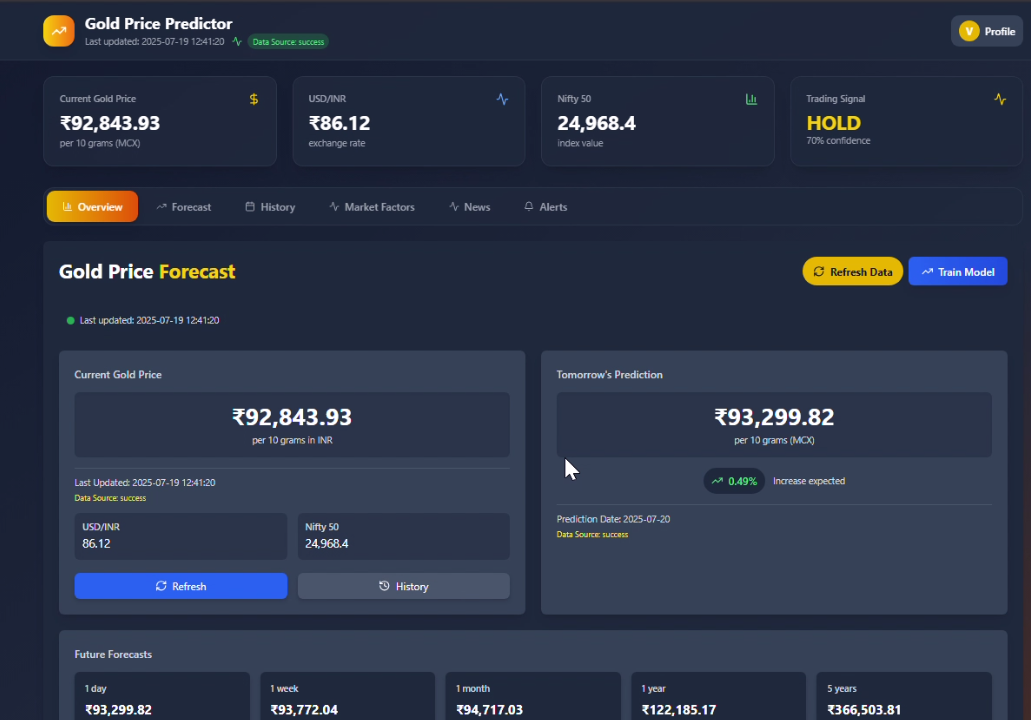 Gold Price Predictor
Last updated: 2025-07-19 12:41:20 Data Source: success
V Profile
Current Gold Price $
₹92,843.93
per 10 grams (MCX)
USD/INR
₹86.12
exchange rate
Nifty 50
24,968.4
index value
Trading Signal
HOLD
70% confidence
Overview Forecast History Market Factors News Alerts
Gold Price Forecast
Refresh Data Train Model
Last updated: 2025-07-19 12:41:20
Current Gold Price
₹92,843.93
per 10 grams in INR
Last Updated: 2025-07-19 12:41:20
Data Source: success
USD/INR
86.12
Nifty 50
24,968.4
Refresh History
Tomorrow's Prediction
₹93,299.82
per 10 grams (MCX)
0.49% Increase expected
Prediction Date: 2025-07-20
Data Source: success
Future Forecasts
1 day
₹93,299.82
1 week
₹93,772.04
1 month
₹94,717.03
1 year
₹122,185.17
5 years
₹366,503.81